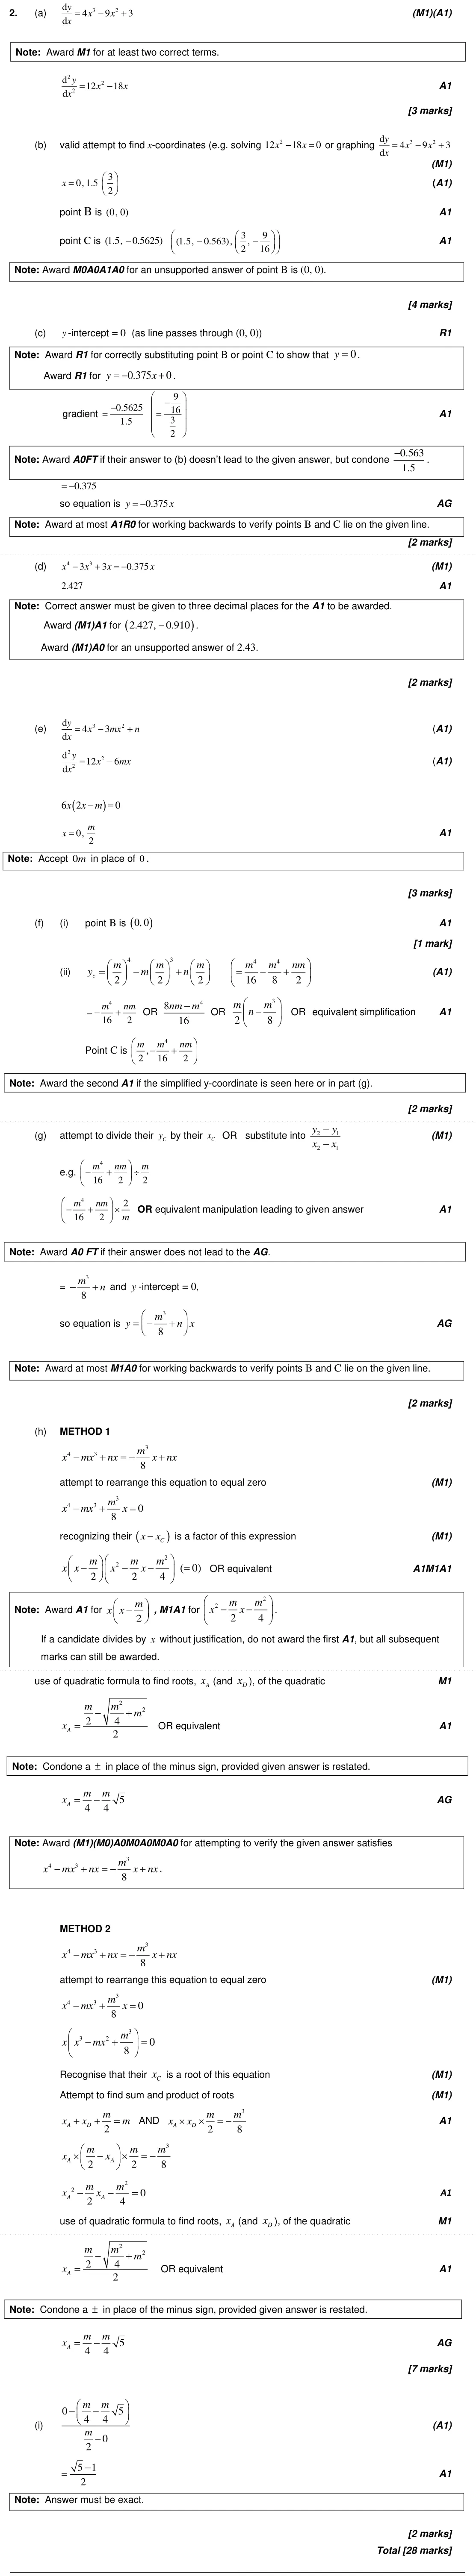 2. (a) dy/dx = 4x³ − 9x² + 3 (M1)(A1)
Note: Award M1 for at least two correct terms.
d²y/dx² = 12x² − 18x A1
[3 marks]
(b) valid attempt to find x-coordinates (e.g. solving 12x² − 18x = 0 or graphing dy/dx = 4x³ − 9x² + 3
(M1)
x = 0, 1.5 (3/2) (A1)
point B is (0, 0) A1
point C is (1.5, −0.5625) ((1.5, −0.563), (3/2, −9/16)) A1
Note: Award M0A0A1A0 for an unsupported answer of point B is (0, 0).
[4 marks]
(c) y-intercept = 0 (as line passes through (0, 0)) R1
Note: Award R1 for correctly substituting point B or point C to show that y = 0.
Award R1 for y = −0.375x + 0.
gradient = −0.5625/1.5 (= (−9/16)/(3/2)) A1
Note: Award A0FT if their answer to (b) doesn't lead to the given answer, but condone −0.563/1.5.
= −0.375
so equation is y = −0.375x AG
Note: Award at most A1R0 for working backwards to verify points B and C lie on the given line.
[2 marks]
(d) x⁴ − 3x³ + 3x = −0.375x (M1)
2.427 A1
Note: Correct answer must be given to three decimal places for the A1 to be awarded.
Award (M1)A1 for (2.427, −0.910).
Award (M1)A0 for an unsupported answer of 2.43.
[2 marks]
(e) dy/dx = 4x³ − 3mx² + n (A1)
d²y/dx² = 12x² − 6mx (A1)
6x(2x − m) = 0
x = 0, m/2 A1
Note: Accept 0m in place of 0.
[3 marks]
(f) (i) point B is (0, 0) A1
[1 mark]
(ii) y_c = (m/2)⁴ − m(m/2)³ + n(m/2) (= m⁴/16 − m⁴/8 + nm/2) (A1)
= −m⁴/16 + nm/2 OR (8nm − m⁴)/16 OR m/2(n − m³/8) OR equivalent simplification A1
Point C is (m/2, −m⁴/16 + nm/2)
Note: Award the second A1 if the simplified y-coordinate is seen here or in part (g).
[2 marks]
(g) attempt to divide their y_C by their x_C OR substitute into (y₂ − y₁)/(x₂ − x₁) (M1)
e.g. (−m⁴/16 + nm/2) ÷ m/2
(−m⁴/16 + nm/2) × 2/m OR equivalent manipulation leading to given answer A1
Note: Award A0 FT if their answer does not lead to the AG.
= −m³/8 + n and y-intercept = 0,
so equation is y = (−m³/8 + n)x AG
Note: Award at most M1A0 for working backwards to verify points B and C lie on the given line.
[2 marks]
(h) METHOD 1
x⁴ − mx³ + nx = −m³/8 x + nx
attempt to rearrange this equation to equal zero (M1)
x⁴ − mx³ + m³/8 x = 0
recognizing their (x − x_C) is a factor of this expression (M1)
x(x − m/2)(x² − m/2 x − m²/4) (= 0) OR equivalent A1M1A1
Note: Award A1 for x(x − m/2), M1A1 for (x² − m/2 x − m²/4).
If a candidate divides by x without justification, do not award the first A1, but all subsequent
marks can still be awarded.
use of quadratic formula to find roots, x_A (and x_D), of the quadratic M1
x_A = (m/2 − √(m²/4 + m²))/2 OR equivalent A1
Note: Condone a ± in place of the minus sign, provided given answer is restated.
x_A = m/4 − m/4 √5 AG
Note: Award (M1)(M0)A0M0A0M0A0 for attempting to verify the given answer satisfies
x⁴ − mx³ + nx = −m³/8 x + nx.
METHOD 2
x⁴ − mx³ + nx = −m³/8 x + nx
attempt to rearrange this equation to equal zero (M1)
x⁴ − mx³ + m³/8 x = 0
x(x³ − mx² + m³/8) = 0
Recognise that their x_C is a root of this equation (M1)
Attempt to find sum and product of roots (M1)
x_A + x_D + m/2 = m AND x_A × x_D × m/2 = −m³/8 A1
x_A × (m/2 − x_A) × m/2 = −m³/8
x_A² − m/2 x_A − m²/4 = 0 A1
use of quadratic formula to find roots, x_A (and x_D), of the quadratic M1
x_A = (m/2 − √(m²/4 + m²))/2 OR equivalent A1
Note: Condone a ± in place of the minus sign, provided given answer is restated.
x_A = m/4 − m/4 √5 AG
[7 marks]
(i) (0 − (m/4 − m/4 √5))/(m/2 − 0) (A1)
= (√5 − 1)/2 A1
Note: Answer must be exact.
[2 marks]
Total [28 marks]